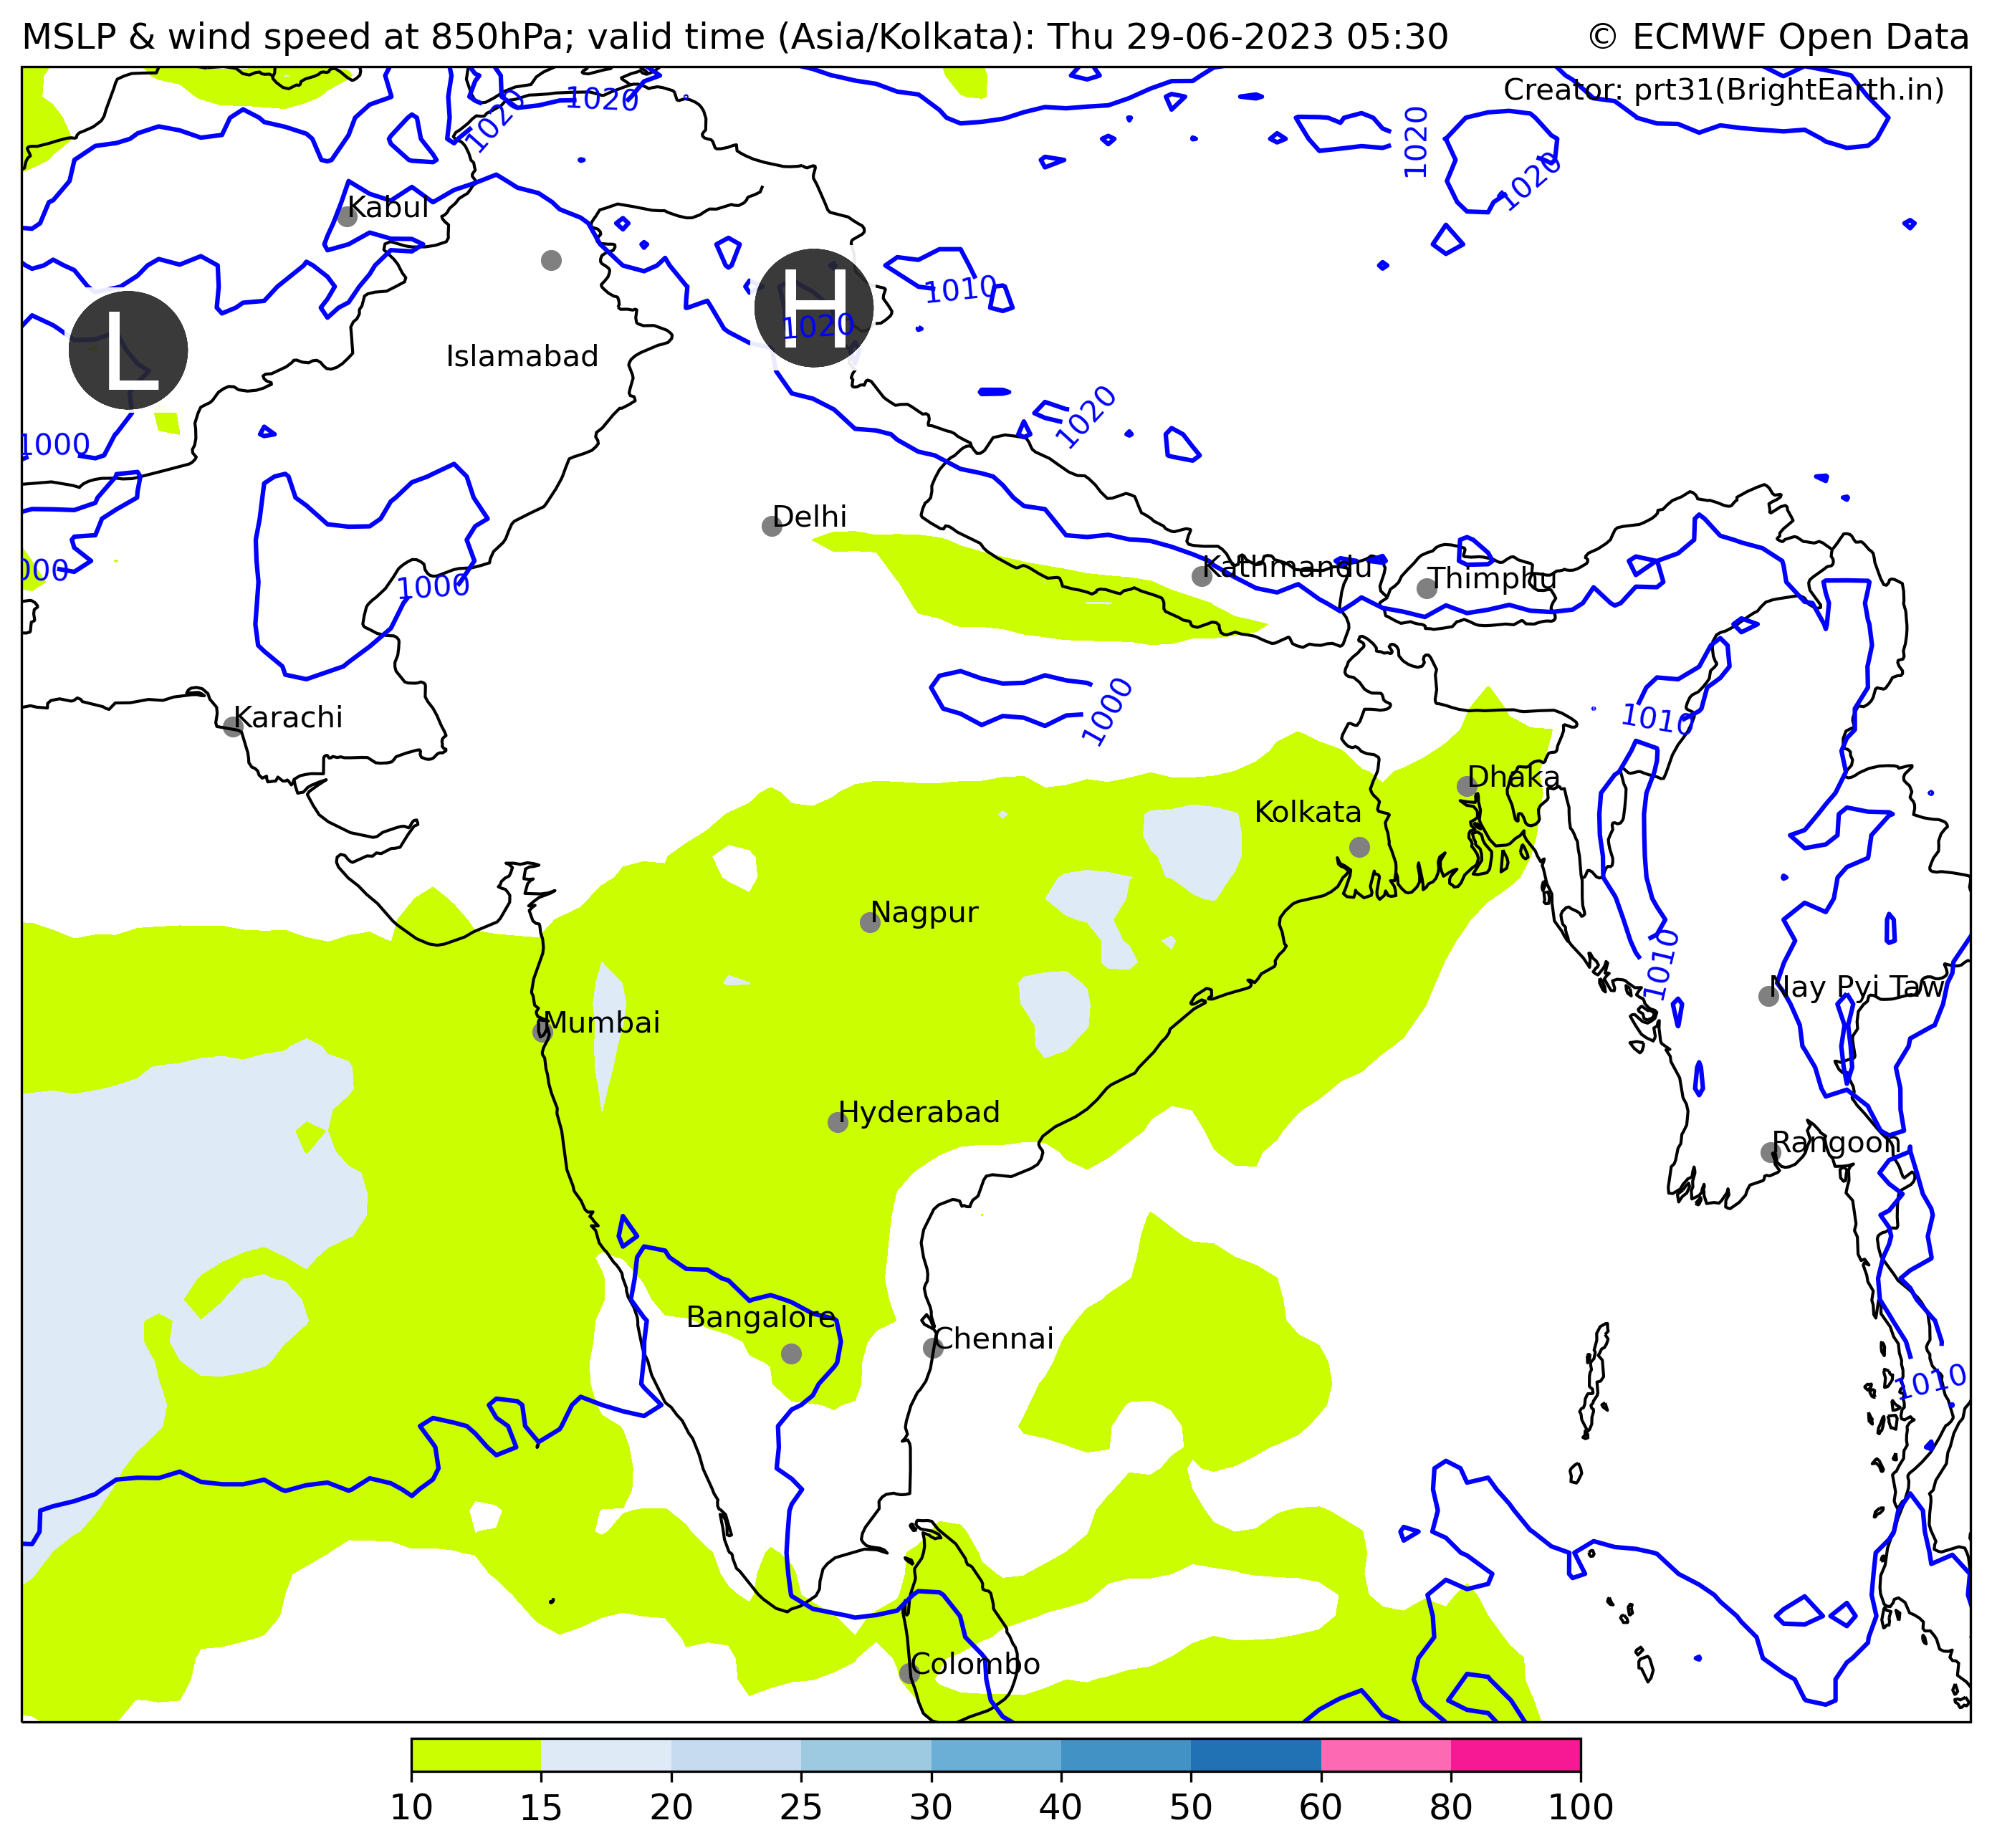 MSLP & wind speed at 850hPa; valid time (Asia/Kolkata): Thu 29-06-2023 05:30
© ECMWF Open Data
Creator: prt31(BrightEarth.in)
1020
1020
1020
1020
Kabul
H
1010
1020
L
Islamabad
1020
1000
Delhi
000
1000
Kathmandu
Thimphu
1000
1010
Karachi
Dhaka
Kolkata
Nagpur
1010
Nay Pyi Taw
Mumbai
Hyderabad
Rangoon
Bangalore
Chennai
1010
Colombo
10 15 20 25 30 40 50 60 80 100